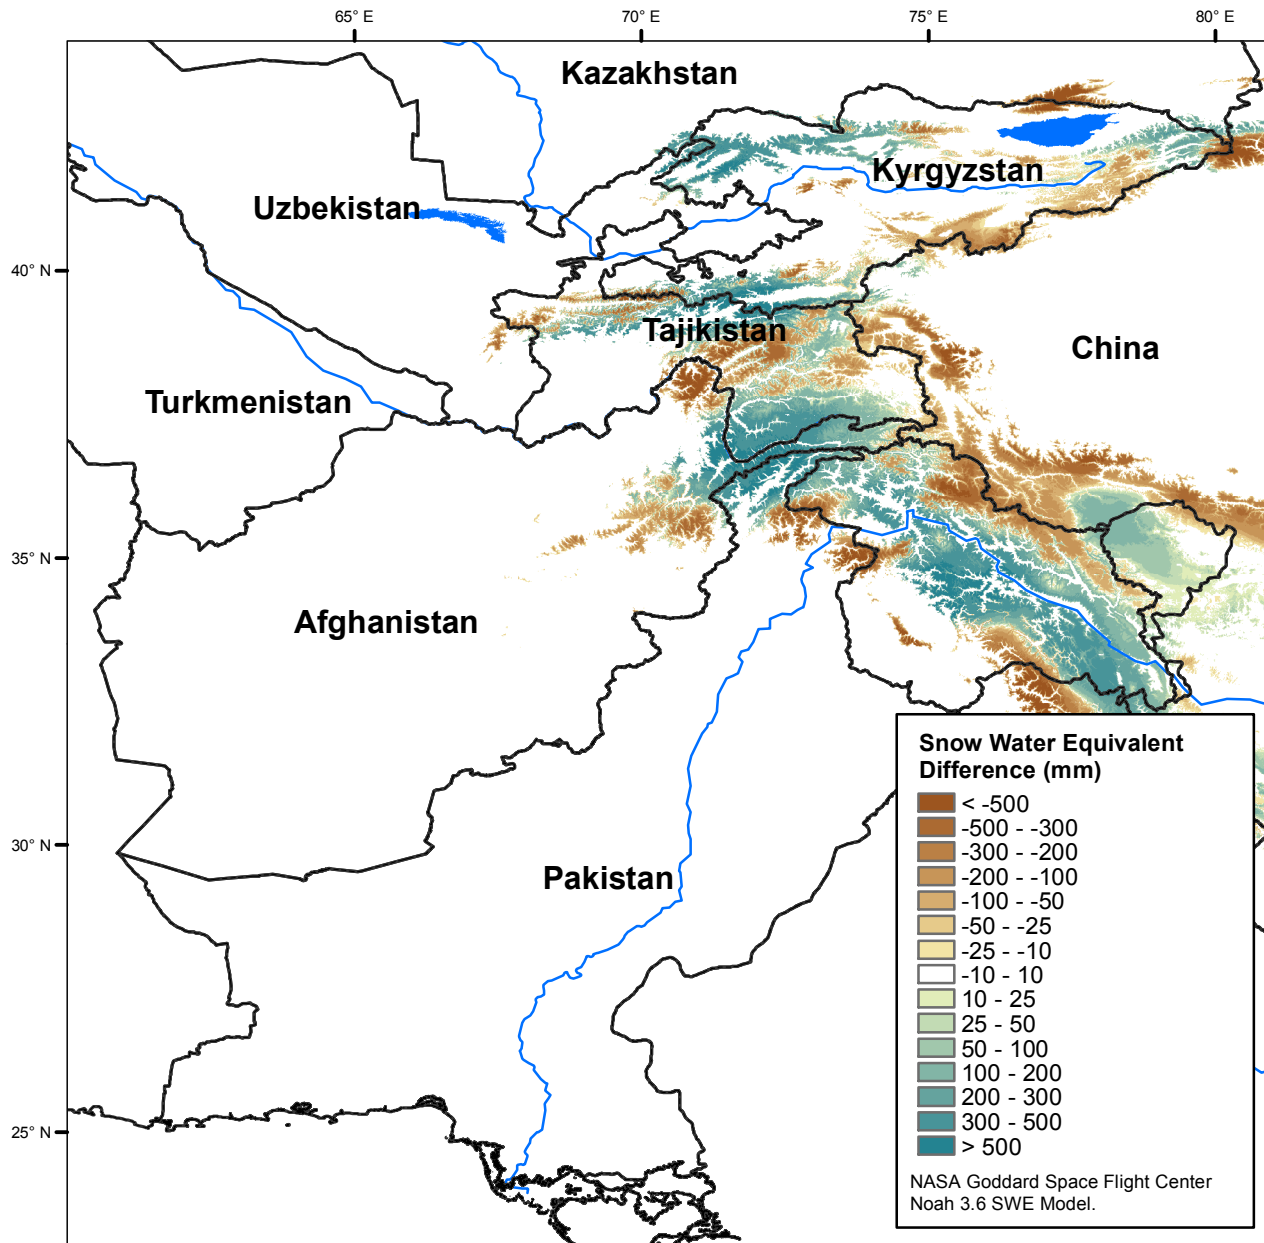 65° E
70° E
75° E
80° E
Kazakhstan
Kyrgyzstan
Uzbekistan
40° N
Tajikistan
China
Turkmenistan
35° N
Afghanistan
Snow Water Equivalent
Difference (mm)
< -500
-500 - -300
-300 - -200
-200 - -100
-100 - -50
-50 - -25
-25 - -10
-10 - 10
10 - 25
25 - 50
50 - 100
100 - 200
200 - 300
300 - 500
> 500
NASA Goddard Space Flight Center
Noah 3.6 SWE Model.
30° N
Pakistan
25° N